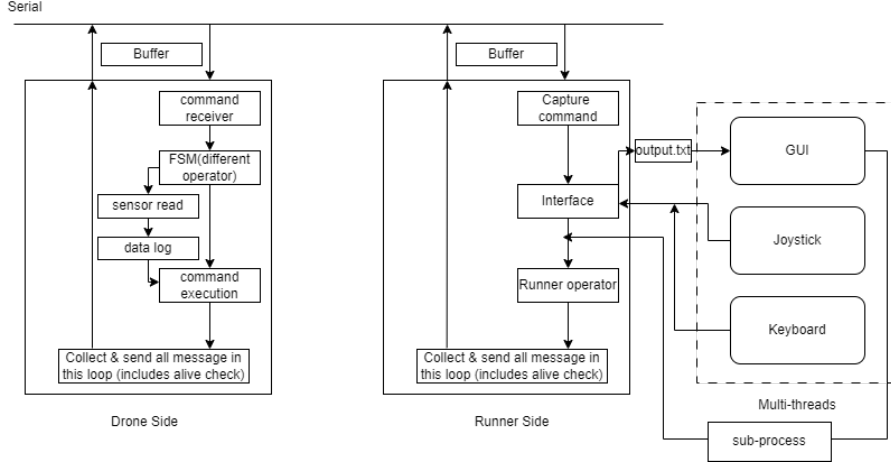 Serial
Buffer
command
receiver
FSM(different
operator)
sensor read
data log
command
execution
Collect & send all message in
this loop (includes alive check)
Drone Side
Buffer
Capture
command
Interface
Runner operator
Collect & send all message in
this loop (includes alive check)
Runner Side
output.txt
GUI
Joystick
Keyboard
Multi-threads
sub-process